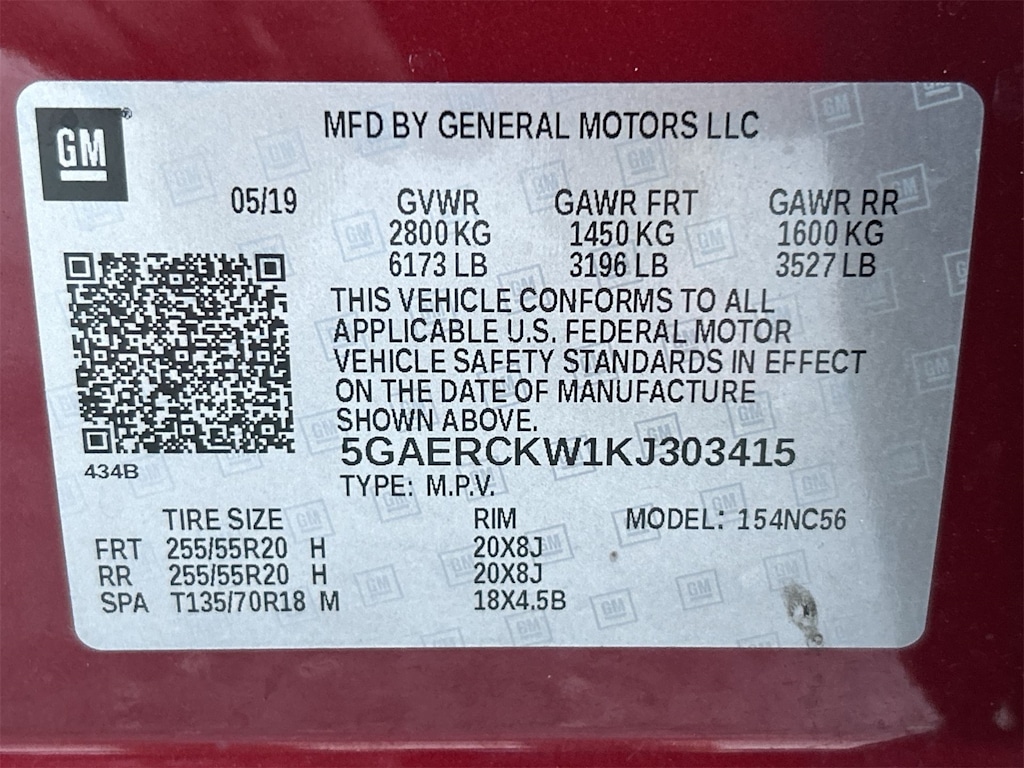 GM
MFD BY GENERAL MOTORS LLC
05/19 GVWR GAWR FRT GAWR RR
2800 KG 1450 KG 1600 KG
6173 LB 3196 LB 3527 LB
THIS VEHICLE CONFORMS TO ALL
APPLICABLE U.S. FEDERAL MOTOR
VEHICLE SAFETY STANDARDS IN EFFECT
ON THE DATE OF MANUFACTURE
SHOWN ABOVE.
434B
5GAERCKW1KJ303415
TYPE: M.P.V.
TIRE SIZE RIM MODEL: 154NC56
FRT 255/55R20 H 20X8J
RR 255/55R20 H 20X8J
SPA T135/70R18 M 18X4.5B